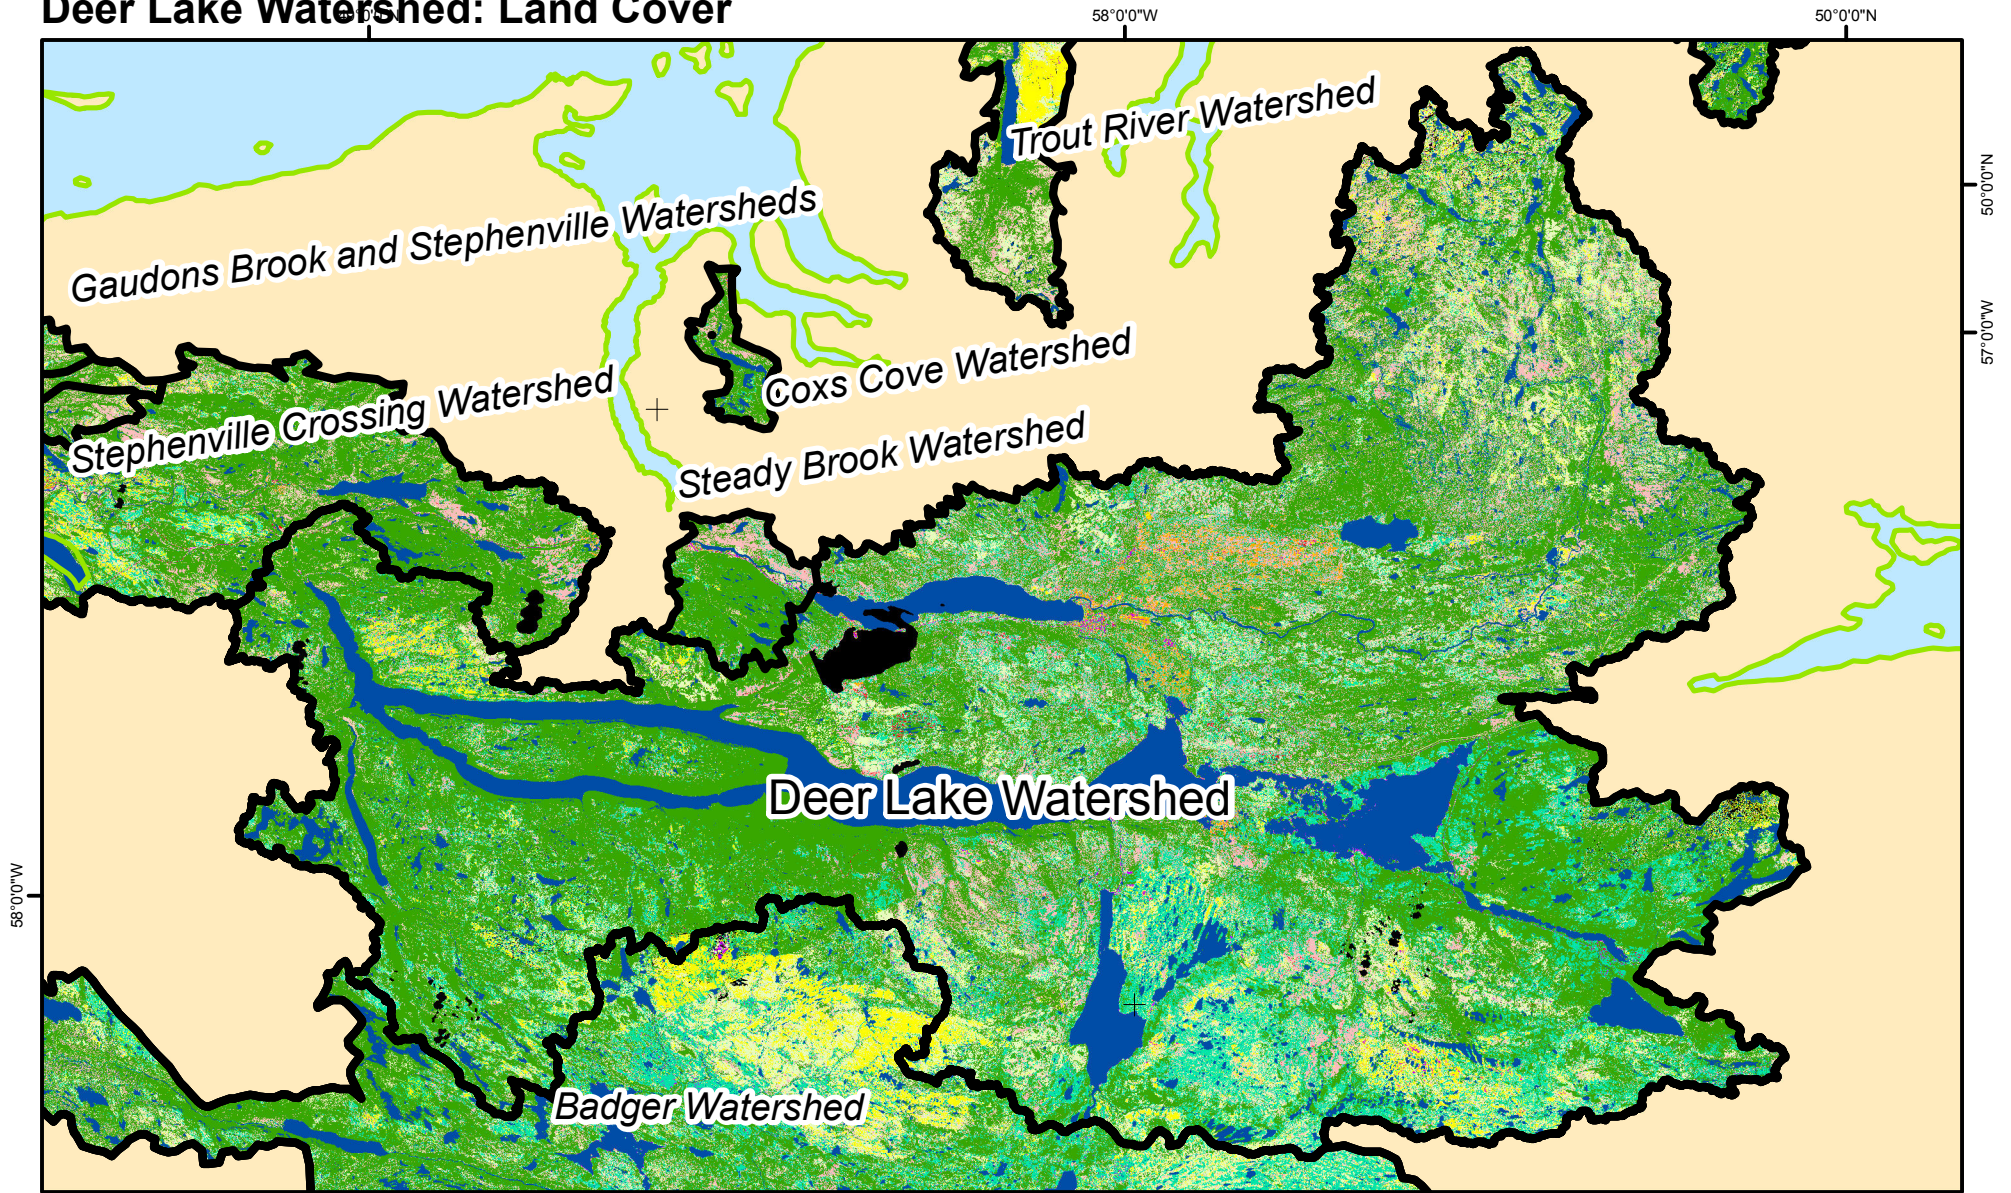 Deer Lake Watershed: Land Cover
58°0'0"W
50°0'0"N
Trout River Watershed
50°0'0"N
Gaudons Brook and Stephenville Watersheds
57°0'0"W
Coxs Cove Watershed
Stephenville Crossing Watershed
Steady Brook Watershed
Deer Lake Watershed
58°0'0"W
Badger Watershed